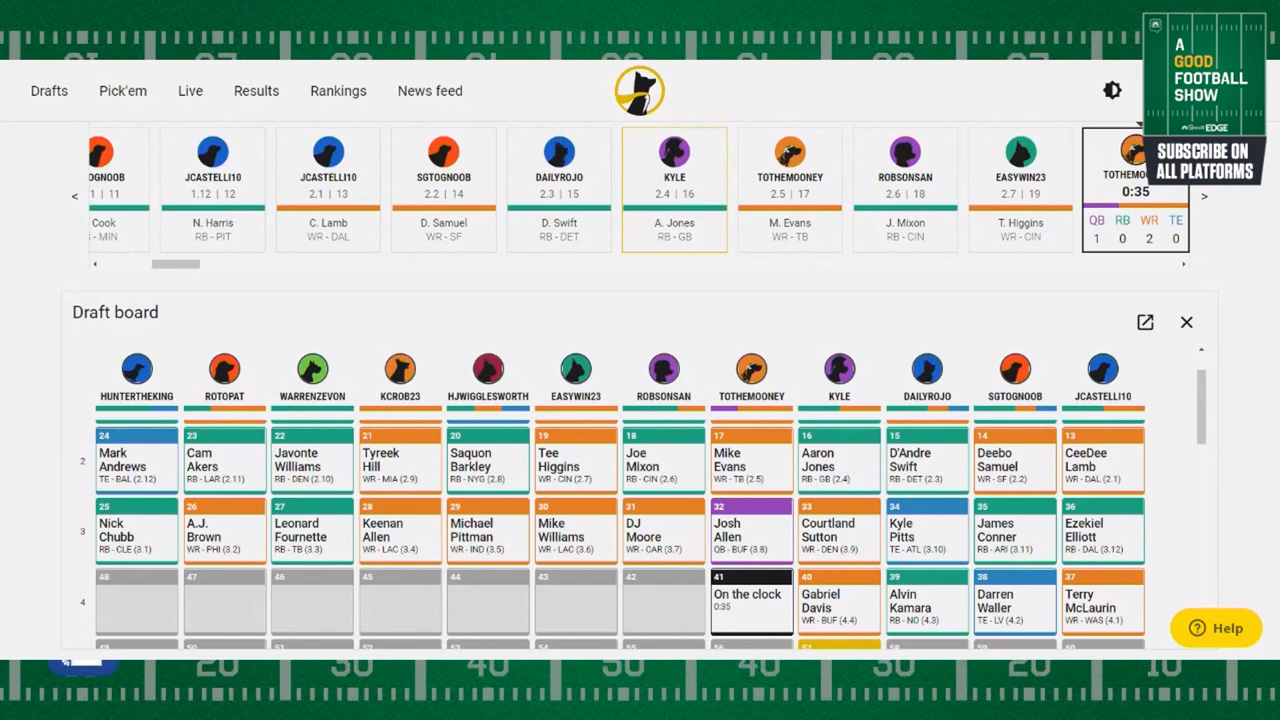 A
GOOD
FOOTBALL
SHOW
EDGE
SUBSCRIBE ON
ALL PLATFORMS
Drafts Pick'em Live Results Rankings News feed
OGNOOB JCASTELLI10 JCASTELLI10 SGTOGNOOB DAILYROJO KYLE TOTHEMOONEY ROBSONSAN EASYWIN23 TOTHEMO
1 | 11 1.12 | 12 2.1 | 13 2.2 | 14 2.3 | 15 2.4 | 16 2.5 | 17 2.6 | 18 2.7 | 19 0:35
< >
Cook N. Harris C. Lamb D. Samuel D. Swift A. Jones M. Evans J. Mixon T. Higgins QB RB WR TE
- MIN RB - PIT WR - DAL WR - SF RB - DET RB - GB WR - TB RB - CIN WR - CIN 1 0 2 0
Draft board
HUNTERTHEKING ROTOPAT WARRENZEVON KCROB23 HJWIGGLESWORTH EASYWIN23 ROBSONSAN TOTHEMOONEY KYLE DAILYROJO SGTOGNOOB JCASTELLI10
24 23 22 21 20 19 18 17 16 15 14 13
2 Mark Cam Javonte Tyreek Saquon Tee Joe Mike Aaron D'Andre Deebo CeeDee
Andrews Akers Williams Hill Barkley Higgins Mixon Evans Jones Swift Samuel Lamb
TE - BAL (2.12) RB - LAR (2.11) RB - DEN (2.10) WR - MIA (2.9) RB - NYG (2.8) WR - CIN (2.7) RB - CIN (2.6) WR - TB (2.5) RB - GB (2.4) RB - DET (2.3) WR - SF (2.2) WR - DAL (2.1)
25 26 27 28 29 30 31 32 33 34 35 36
3 Nick A.J. Leonard Keenan Michael Mike DJ Josh Courtland Kyle James Ezekiel
Chubb Brown Fournette Allen Pittman Williams Moore Allen Sutton Pitts Conner Elliott
RB - CLE (3.1) WR - PHI (3.2) RB - TB (3.3) WR - LAC (3.4) WR - IND (3.5) WR - LAC (3.6) WR - CAR (3.7) QB - BUF (3.8) WR - DEN (3.9) TE - ATL (3.10) RB - ARI (3.11) RB - DAL (3.12)
48 47 46 45 44 43 42 41 40 39 38 37
4 On the clock Gabriel Alvin Darren Terry
0:35 Davis Kamara Waller McLaurin
WR - BUF (4.4) RB - NO (4.3) TE - LV (4.2) WR - WAS (4.1)
Help
20 30 40 50 40 30 20 10